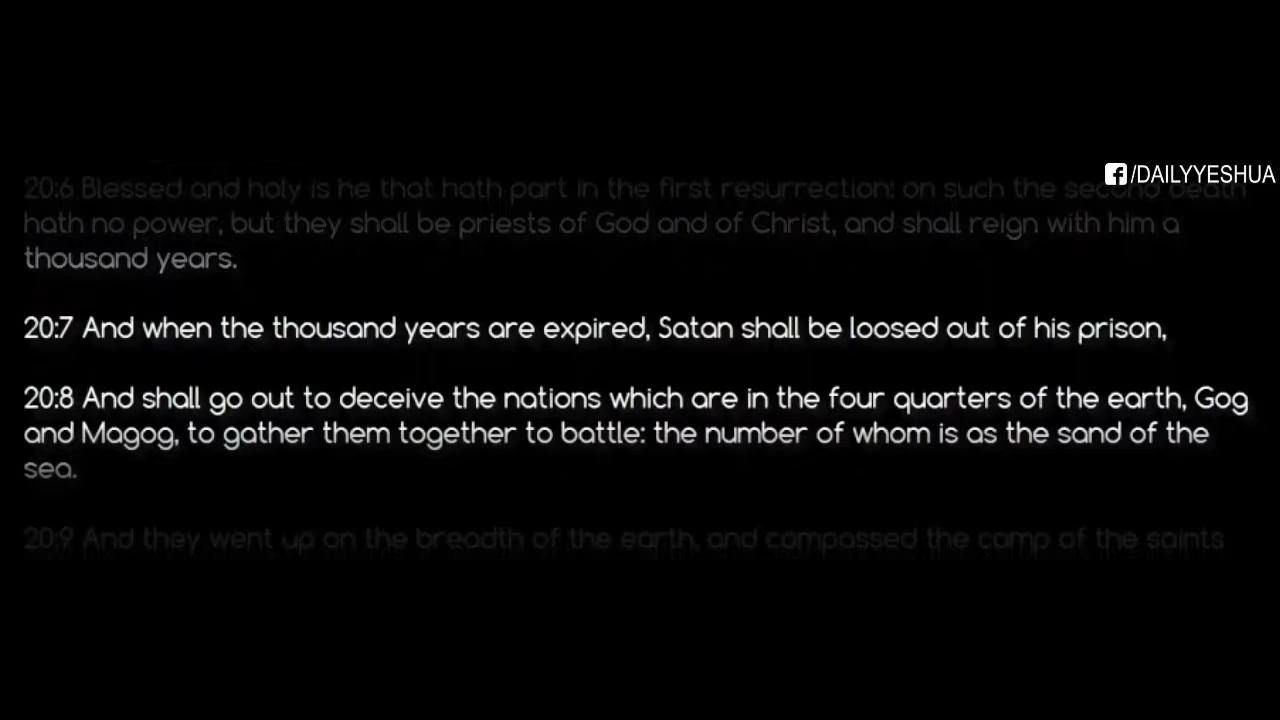 /DAILYYESHUA
20:6 Blessed and holy is he that hath part in the first resurrection: on such the second death
hath no power, but they shall be priests of God and of Christ, and shall reign with him a
thousand years.
20:7 And when the thousand years are expired, Satan shall be loosed out of his prison,
20:8 And shall go out to deceive the nations which are in the four quarters of the earth, Gog
and Magog, to gather them together to battle: the number of whom is as the sand of the
sea.
20:9 And they went up on the breadth of the earth, and compassed the camp of the saints